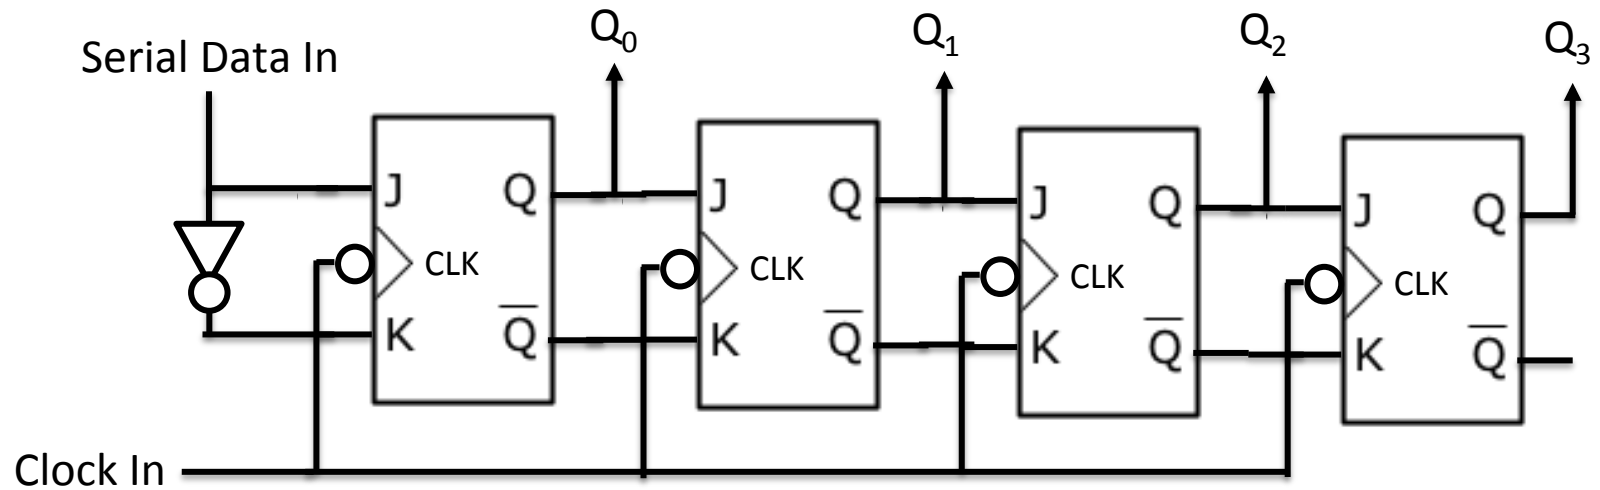 Q₀
Q₁
Q₂
Q₃
Serial Data In
J Q
CLK
K Q̅
J Q
CLK
K Q̅
J Q
CLK
K Q̅
J Q
CLK
K Q̅
Clock In